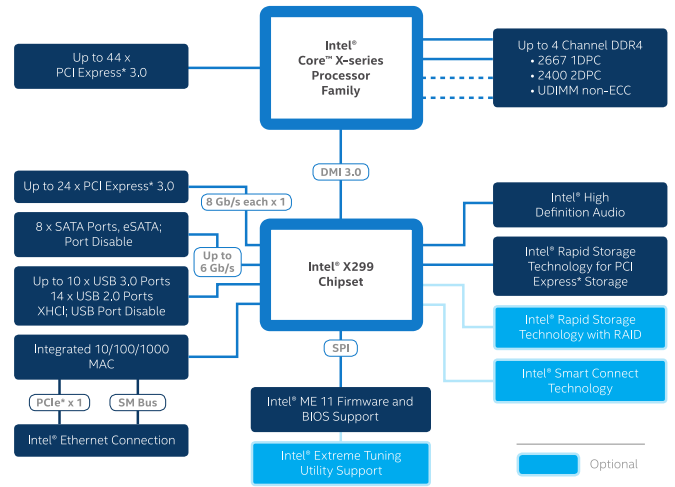 Up to 44 x
PCI Express* 3.0
Intel®
Core™ X-series
Processor
Family
Up to 4 Channel DDR4
• 2667 1DPC
• 2400 2DPC
• UDIMM non-ECC
DMI 3.0
Up to 24 x PCI Express* 3.0
8 Gb/s each x 1
8 x SATA Ports, eSATA;
Port Disable
Up to
6 Gb/s
Up to 10 x USB 3.0 Ports
14 x USB 2.0 Ports
XHCI; USB Port Disable
Integrated 10/100/1000
MAC
PCIe* x 1
SM Bus
Intel® Ethernet Connection
Intel® X299
Chipset
SPI
Intel® ME 11 Firmware and
BIOS Support
Intel® Extreme Tuning
Utility Support
Intel® High
Definition Audio
Intel® Rapid Storage
Technology for PCI
Express* Storage
Intel® Rapid Storage
Technology with RAID
Intel® Smart Connect
Technology
Optional